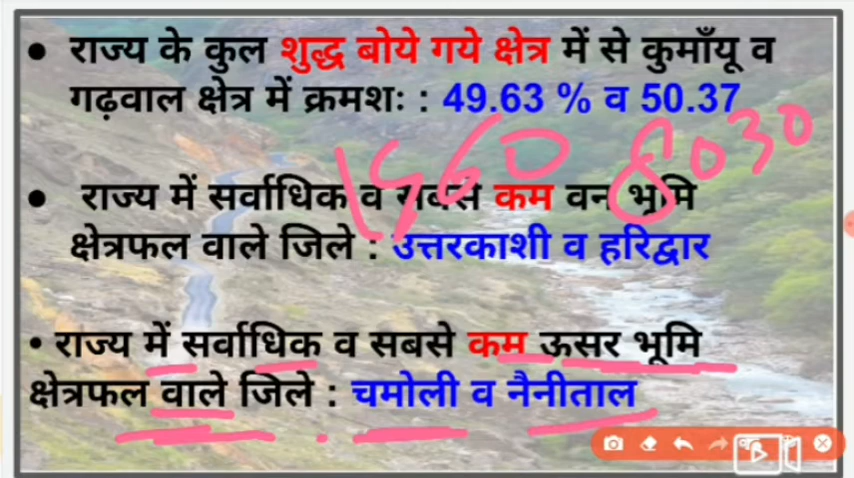 • राज्य के कुल शुद्ध बोये गये क्षेत्र में से कुमाँयू व
गढ़वाल क्षेत्र में क्रमशः : 49.63 % व 50.37
8030
• राज्य में सर्वाधिक व सबसे कम वन भूमि
क्षेत्रफल वाले जिले : उत्तरकाशी व हरिद्वार
• राज्य में सर्वाधिक व सबसे कम ऊसर भूमि
क्षेत्रफल वाले जिले : चमोली व नैनीताल